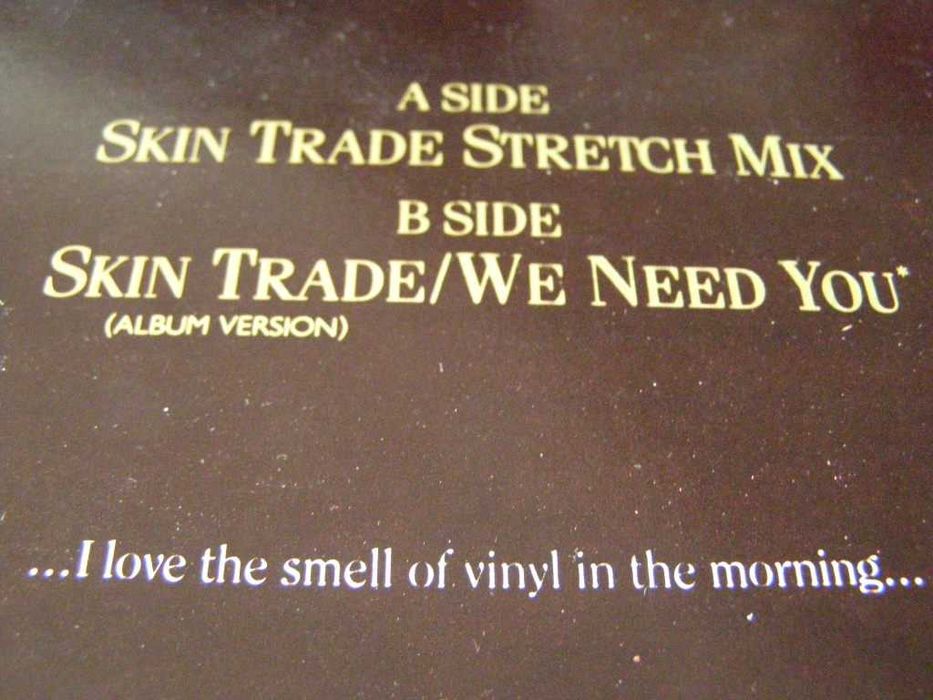 A SIDE
SKIN TRADE STRETCH MIX
B SIDE
SKIN TRADE/WE NEED YOU*
(ALBUM VERSION)
...I love the smell of vinyl in the morning...